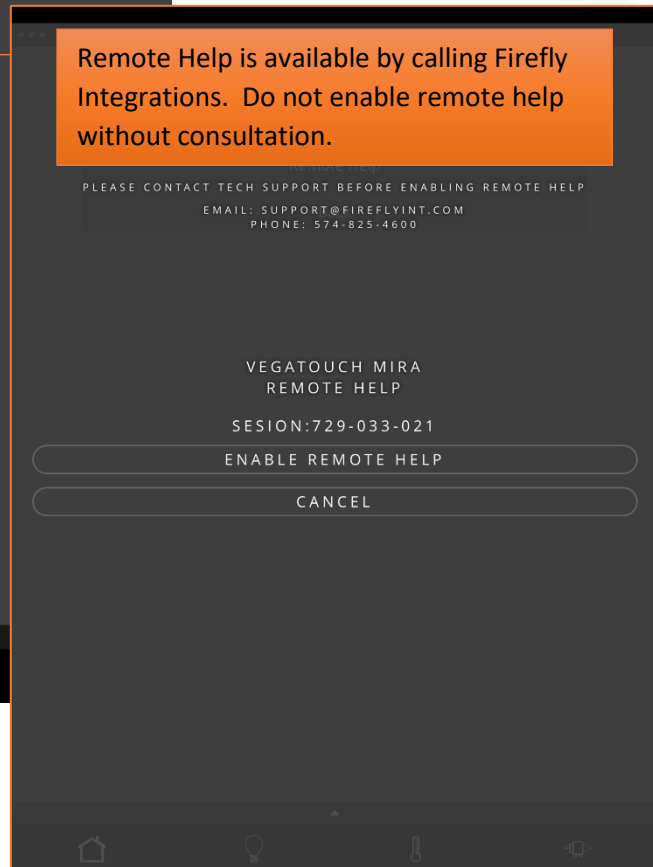 Remote Help is available by calling Firefly
Integrations. Do not enable remote help
without consultation.
Remote Help
PLEASE CONTACT TECH SUPPORT BEFORE ENABLING REMOTE HELP
EMAIL: SUPPORT@FIREFLYINT.COM
PHONE: 574-825-4600
VEGATOUCH MIRA
REMOTE HELP
SESION:729-033-021
ENABLE REMOTE HELP
CANCEL